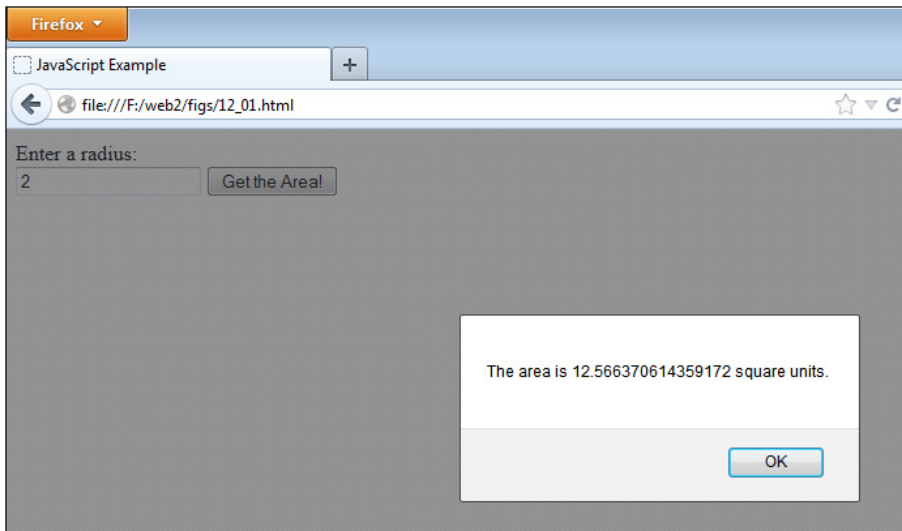 Firefox
JavaScript Example
+
file:///F:/web2/figs/12_01.html
Enter a radius:
2 Get the Area!
The area is 12.566370614359172 square units.
OK